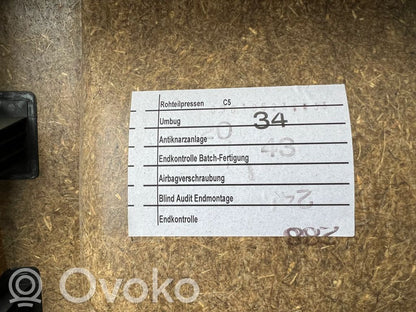 Rohteilpressen C5
Umbug 34
Antiknarzanlage
Endkontrolle Batch-Fertigung
Airbagverschraubung
Blind Audit Endmontage
Endkontrolle
Ovoko